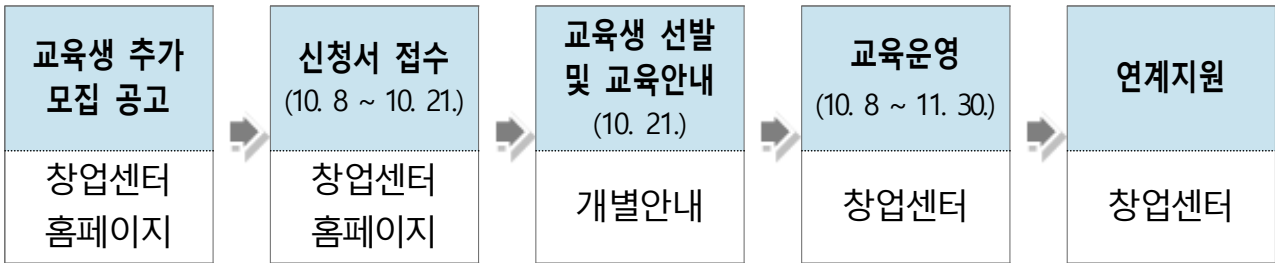 교육생 추가
모집 공고
창업센터
홈페이지
신청서 접수
(10. 8 ~ 10. 21.)
창업센터
홈페이지
교육생 선발
및 교육안내
(10. 21.)
개별안내
교육운영
(10. 8 ~ 11. 30.)
창업센터
연계지원
창업센터